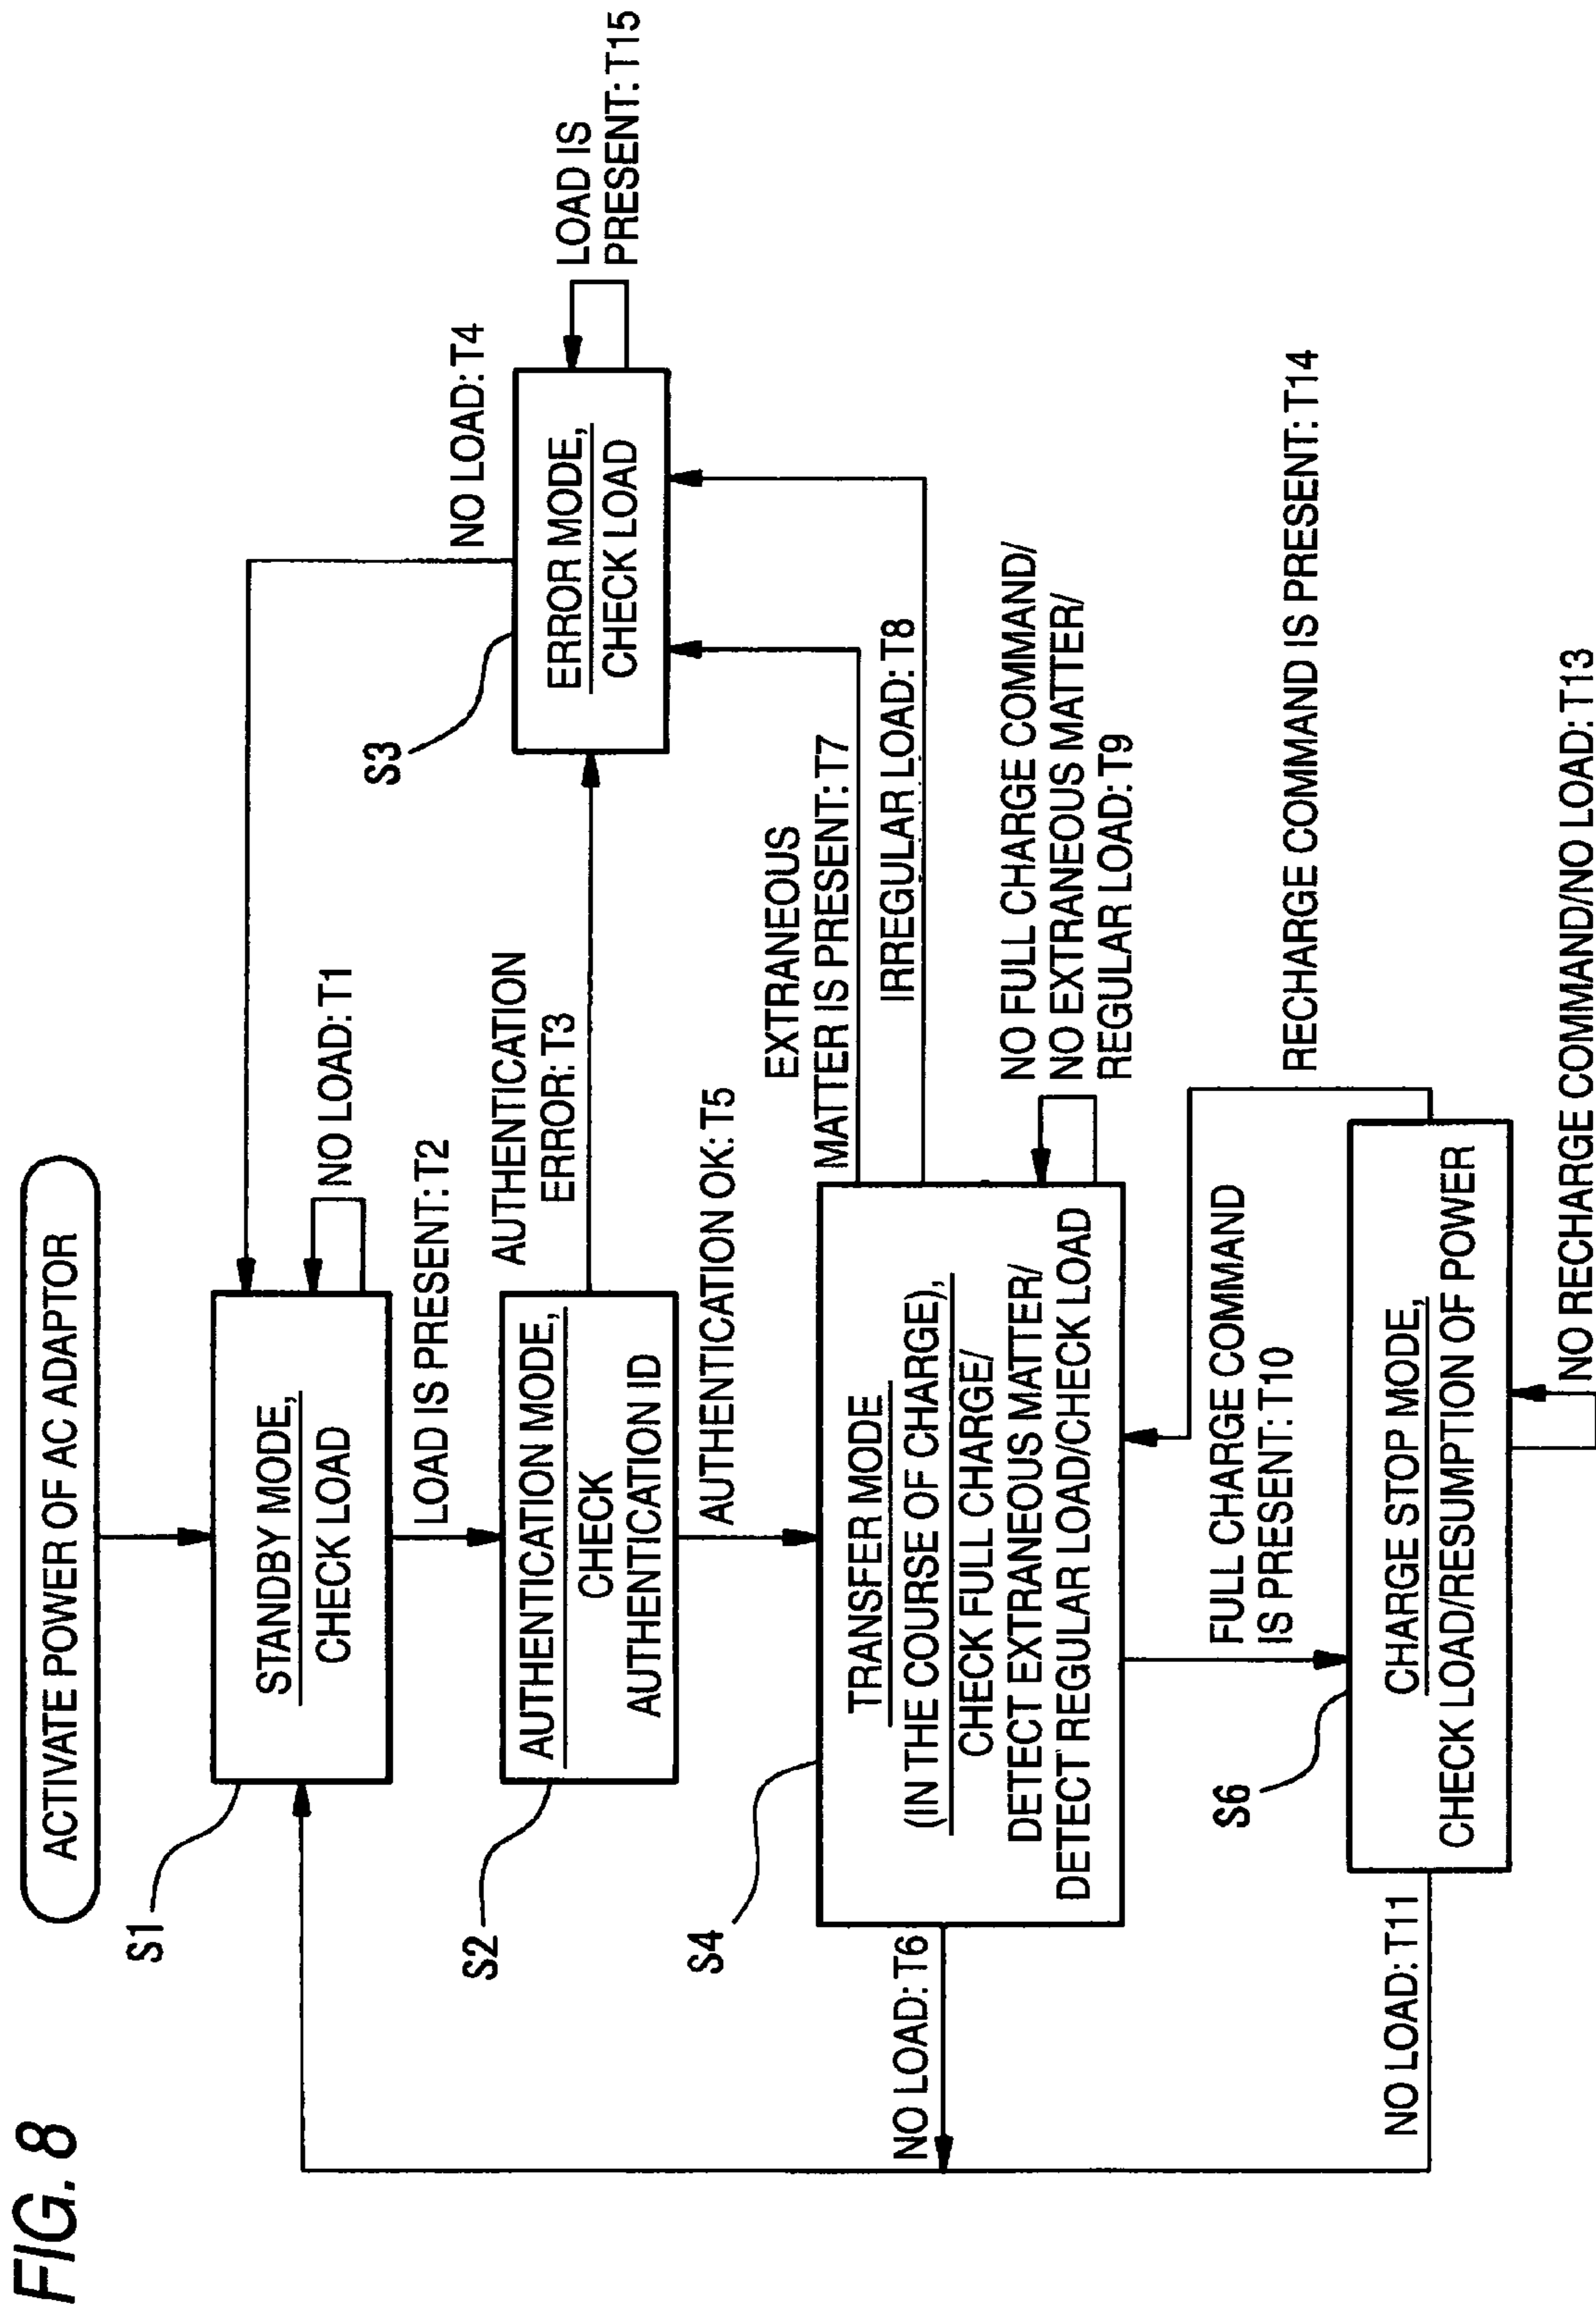 FIG. 8
ACTIVATE POWER OF AC ADAPTOR
S1
STANDBY MODE,
CHECK LOAD
NO LOAD: T1
LOAD IS PRESENT: T2
S2
AUTHENTICATION MODE,
CHECK
AUTHENTICATION ID
AUTHENTICATION
ERROR: T3
S3
ERROR MODE,
CHECK LOAD
NO LOAD: T4
LOAD IS
PRESENT: T15
AUTHENTICATION OK: T5
S4
TRANSFER MODE
(IN THE COURSE OF CHARGE),
CHECK FULL CHARGE/
DETECT EXTRANEOUS MATTER/
DETECT REGULAR LOAD/CHECK LOAD
NO LOAD: T6
EXTRANEOUS
MATTER IS PRESENT: T7
IRREGULAR LOAD: T8
NO FULL CHARGE COMMAND/
NO EXTRANEOUS MATTER/
REGULAR LOAD: T9
FULL CHARGE COMMAND
IS PRESENT: T10
RECHARGE COMMAND IS PRESENT: T14
S6
CHARGE STOP MODE,
CHECK LOAD/RESUMPTION OF POWER
NO LOAD: T11
NO RECHARGE COMMAND/NO LOAD: T13